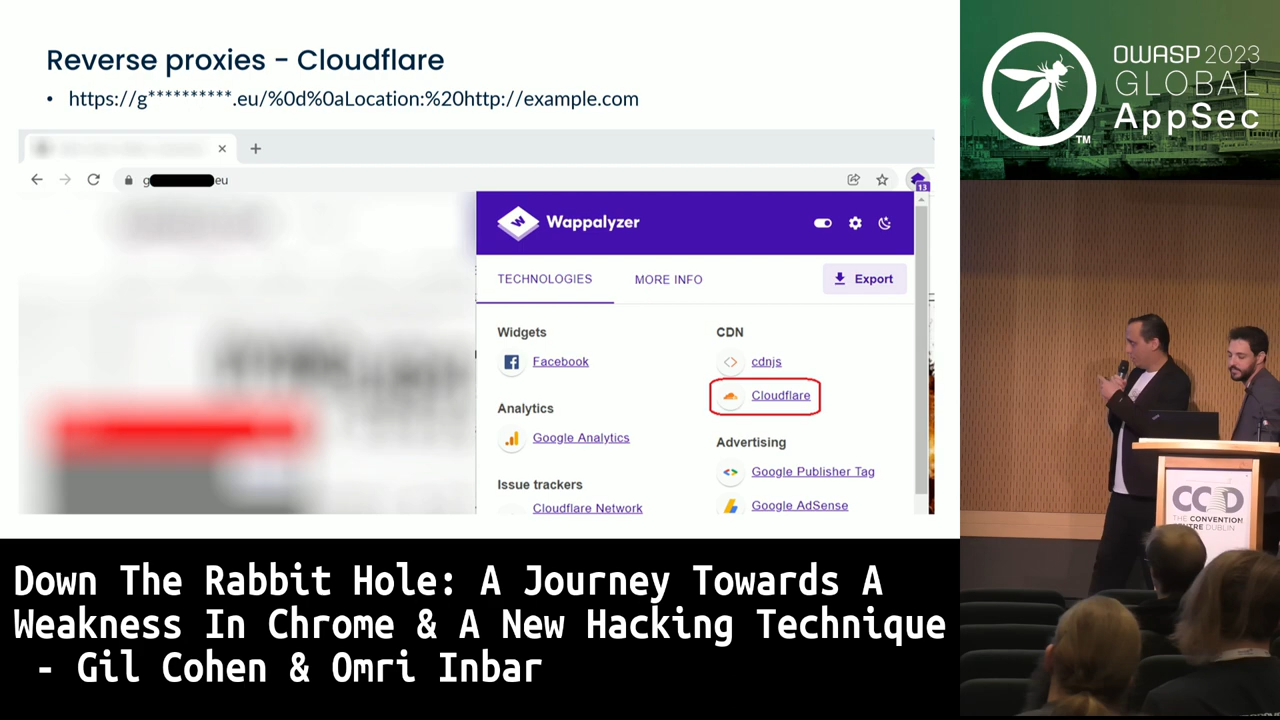 Reverse proxies - Cloudflare
• https://g**********.eu/%0d%0aLocation:%20http://example.com
g
eu
13
Wappalyzer
TECHNOLOGIES
MORE INFO
Export
Widgets
Facebook
Analytics
Google Analytics
Issue trackers
Cloudflare Network
CDN
cdnjs
Cloudflare
Advertising
Google Publisher Tag
Google AdSense
OWASP 2023
GLOBAL
AppSec
TM
THE CONVENTION
CENTRE DUBLIN
Down The Rabbit Hole: A Journey Towards A
Weakness In Chrome & A New Hacking Technique
- Gil Cohen & Omri Inbar